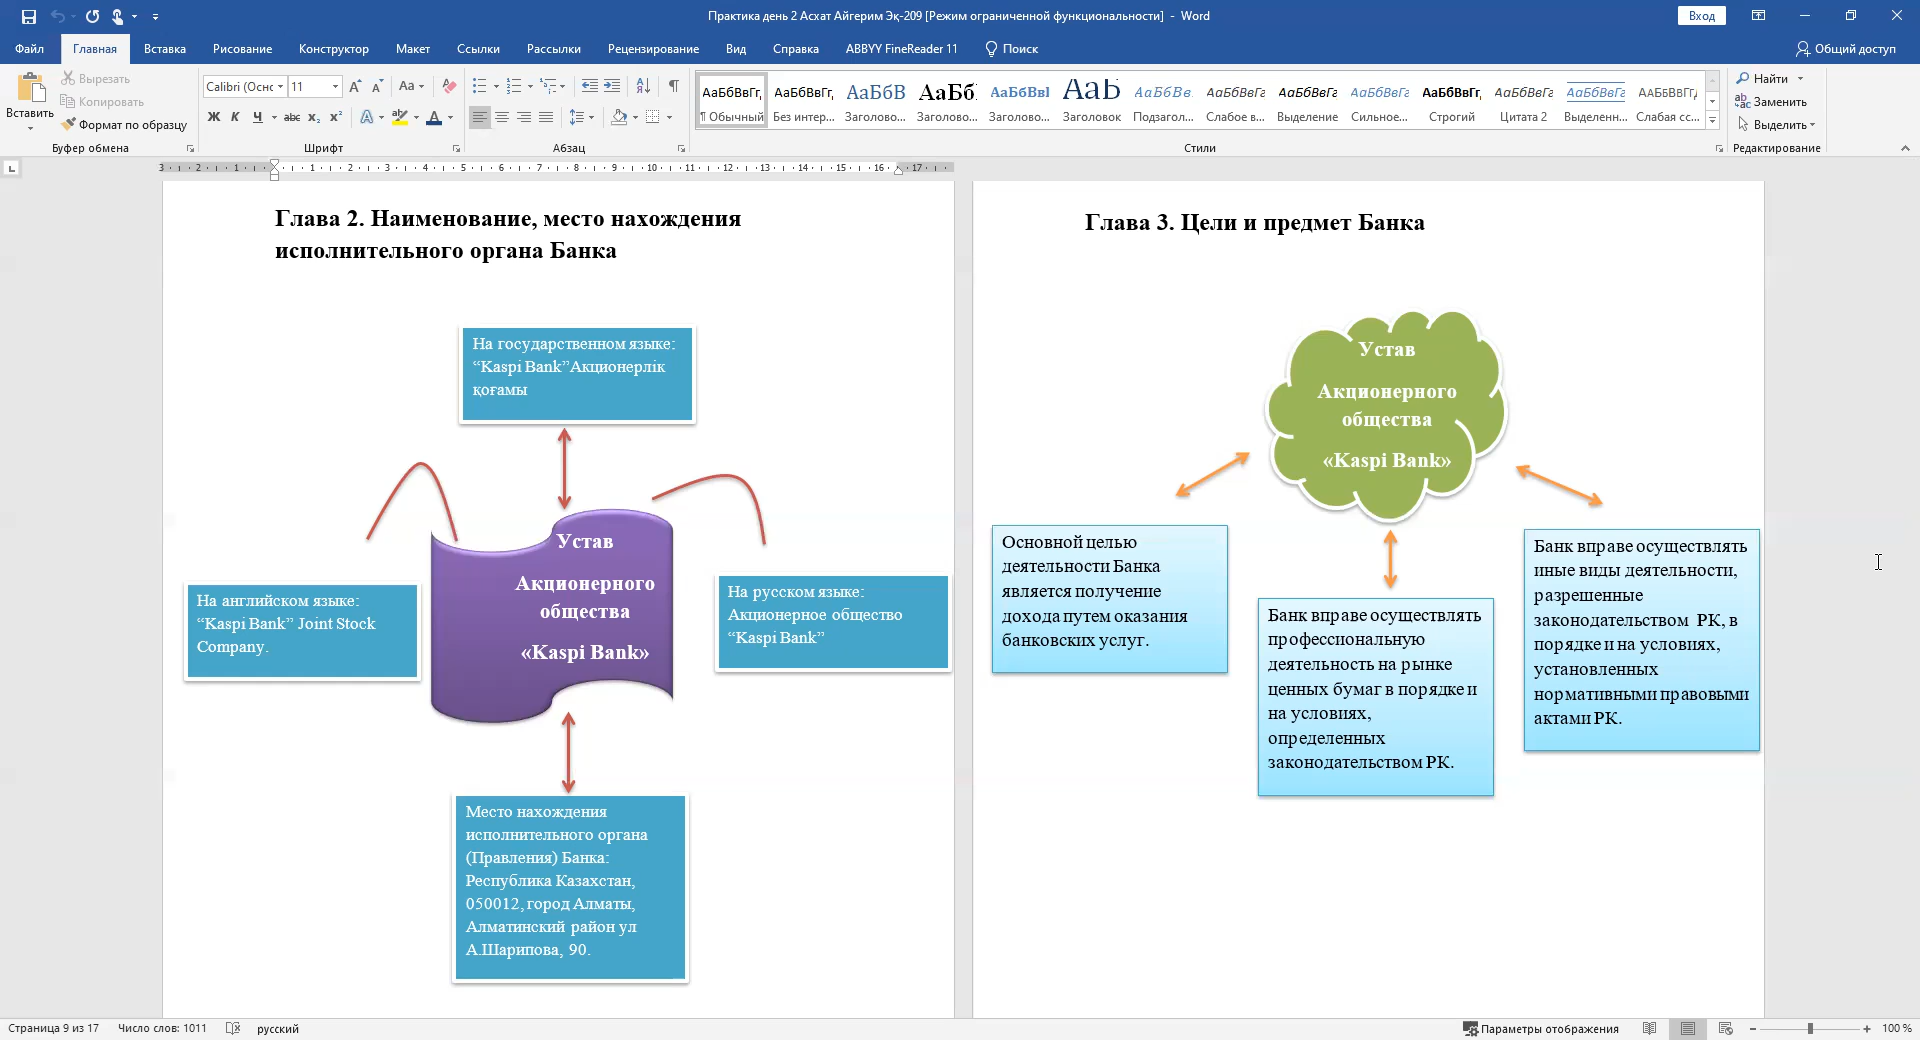 Практика день 2 Асхат Айгерим Эқ-209 [Режим ограниченной функциональности] - Word
Вход
Файл
Главная
Вставка
Рисование
Конструктор
Макет
Ссылки
Рассылки
Рецензирование
Вид
Справка
ABBYY FineReader 11
Поиск
Общий доступ
Вставить
Вырезать
Копировать
Формат по образцу
Буфер обмена
Calibri (Оснс
11
Шрифт
Абзац
¶ Обычный
Без интер...
Заголово...
Заголово...
Заголово...
Заголовок
Подзагол...
Слабое в...
Выделение
Сильное...
Строгий
Цитата 2
Выделенн...
Слабая сс...
Стили
Найти
Заменить
Выделить
Редактирование
Глава 2. Наименование, место нахождения
исполнительного органа Банка
На государственном языке:
“Kaspi Bank”Акционерлік
қоғамы
Устав
Акционерного
общества
«Kaspi Bank»
На английском языке:
“Kaspi Bank” Joint Stock
Company.
На русском языке:
Акционерное общество
“Kaspi Bank”
Место нахождения
исполнительного органа
(Правления) Банка:
Республика Казахстан,
050012, город Алматы,
Алматинский район ул
А.Шарипова, 90.
Глава 3. Цели и предмет Банка
Устав
Акционерного
общества
«Kaspi Bank»
Основной целью
деятельности Банка
является получение
дохода путем оказания
банковских услуг.
Банк вправе осуществлять
профессиональную
деятельность на рынке
ценных бумаг в порядке и
на условиях,
определенных
законодательством РК.
Банк вправе осуществлять
иные виды деятельности,
разрешенные
законодательством РК, в
порядке и на условиях,
установленных
нормативными правовыми
актами РК.
Страница 9 из 17
Число слов: 1011
русский
Параметры отображения
100 %